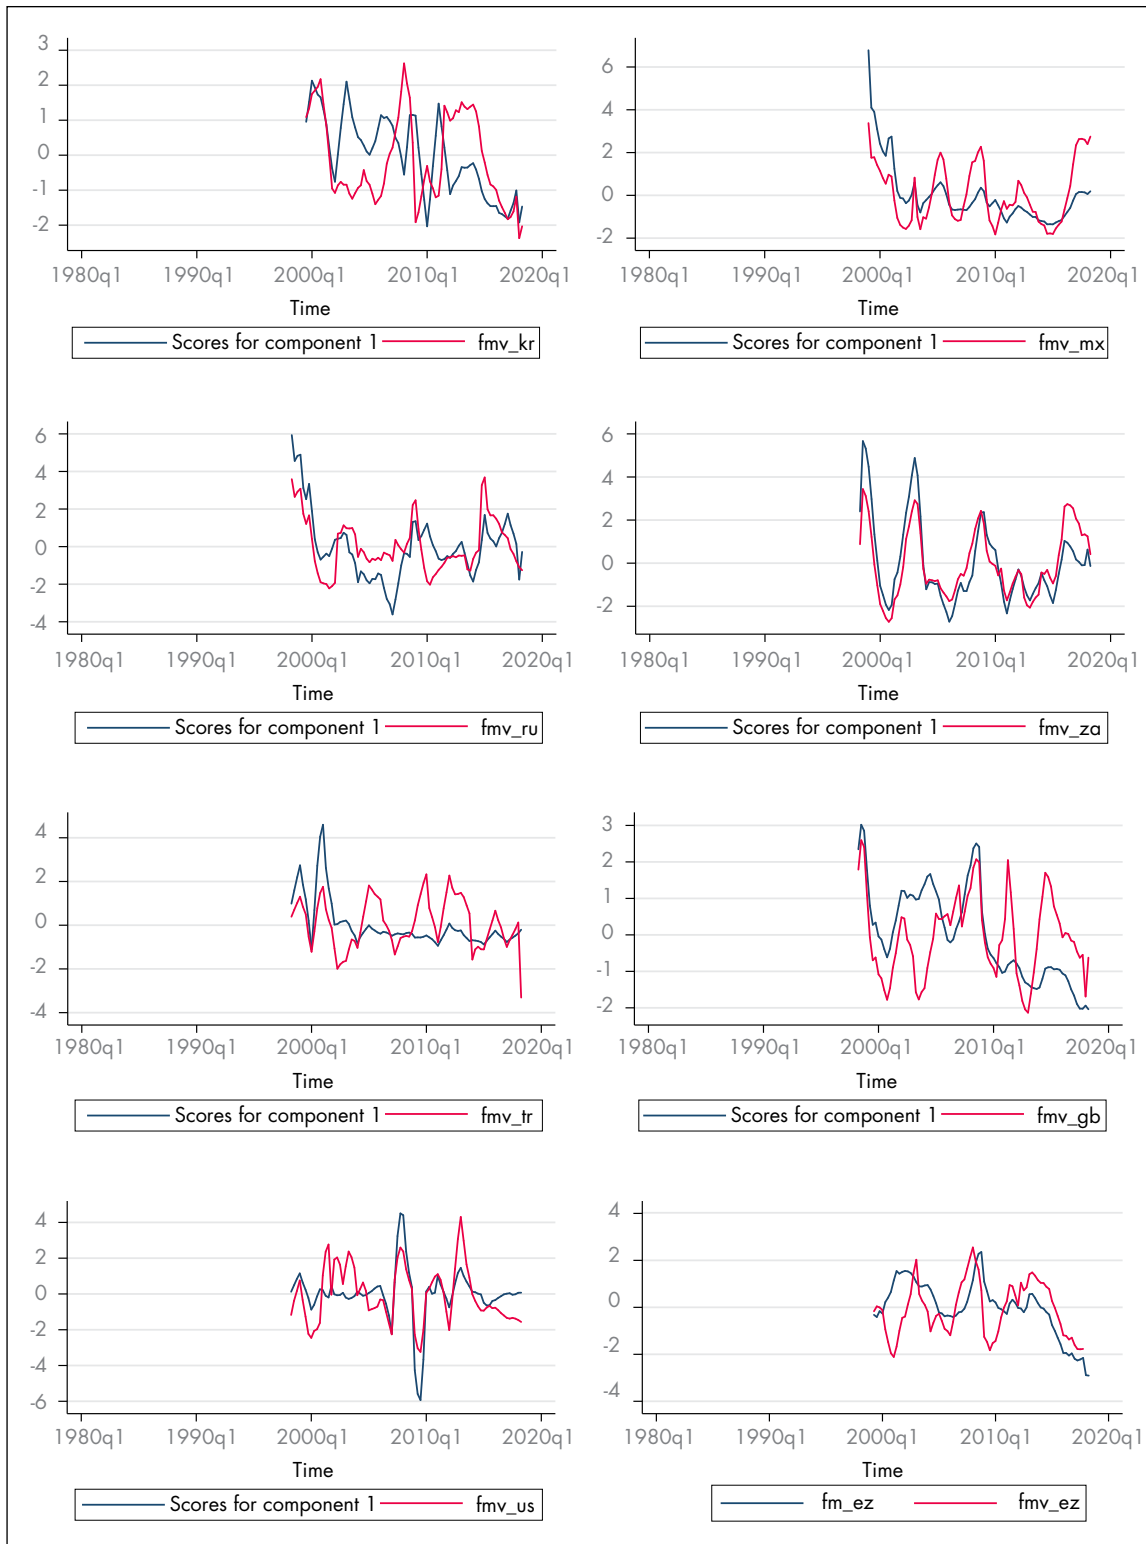 3
2
1
0
-1
-2
1980q1 1990q1 2000q1 2010q1 2020q1
Time
Scores for component 1 fmv_kr
6
4
2
0
-2
1980q1 1990q1 2000q1 2010q1 2020q1
Time
Scores for component 1 fmv_mx
6
4
2
0
-2
-4
1980q1 1990q1 2000q1 2010q1 2020q1
Time
Scores for component 1 fmv_ru
6
4
2
0
-2
1980q1 1990q1 2000q1 2010q1 2020q1
Time
Scores for component 1 fmv_za
4
2
0
-2
-4
1980q1 1990q1 2000q1 2010q1 2020q1
Time
Scores for component 1 fmv_tr
3
2
1
0
-1
-2
1980q1 1990q1 2000q1 2010q1 2020q1
Time
Scores for component 1 fmv_gb
4
2
0
-2
-4
-6
1980q1 1990q1 2000q1 2010q1 2020q1
Time
Scores for component 1 fmv_us
4
2
0
-2
-4
1980q1 1990q1 2000q1 2010q1 2020q1
Time
fm_ez fmv_ez